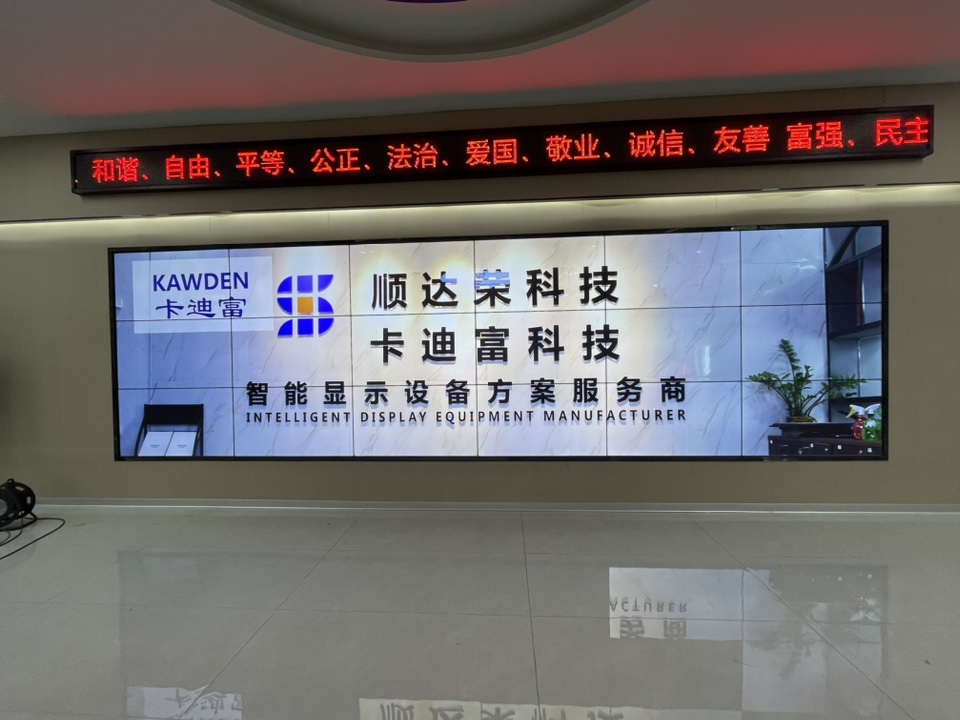 和谐、自由、平等、公正、法治、爱国、敬业、诚信、友善 富强、民主
KAWDEN
卡迪富
顺达荣科技
卡迪富科技
智能显示设备方案服务商
INTELLIGENT DISPLAY EQUIPMENT MANUFACTURER